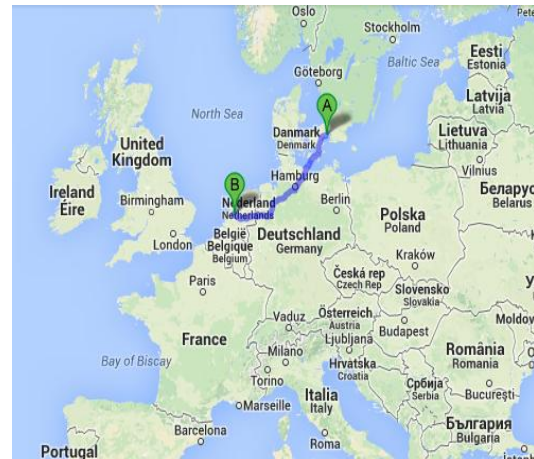 Oslo
Stockholm
Pete
Göteborg
Baltic Sea
Eesti
Estonia
Latvija
Latvia
North Sea
A
Danmark
Denmark
Lietuva
Lithuania
Vilnius
United
Kingdom
Ireland
Éire
Birmingham
London
B
Nederland
Netherlands
Hamburg
Berlin
Беларус
Belarus
Polska
Poland
België
Belgique
Belgium
Deutschland
Germany
Kraków
Paris
Česká rep
Czech Rep
Slovensko
Slovakia
У
Vaduz
Österreich
Austria
Budapest
Moldov
France
Ljubljana
Bay of Biscay
Milano
Torino
Hrvatska
Croatia
România
Romania
Србија
Serbia
București
Marseille
Italia
Italy
Barcelona
Roma
България
Bulgaria
Portugal